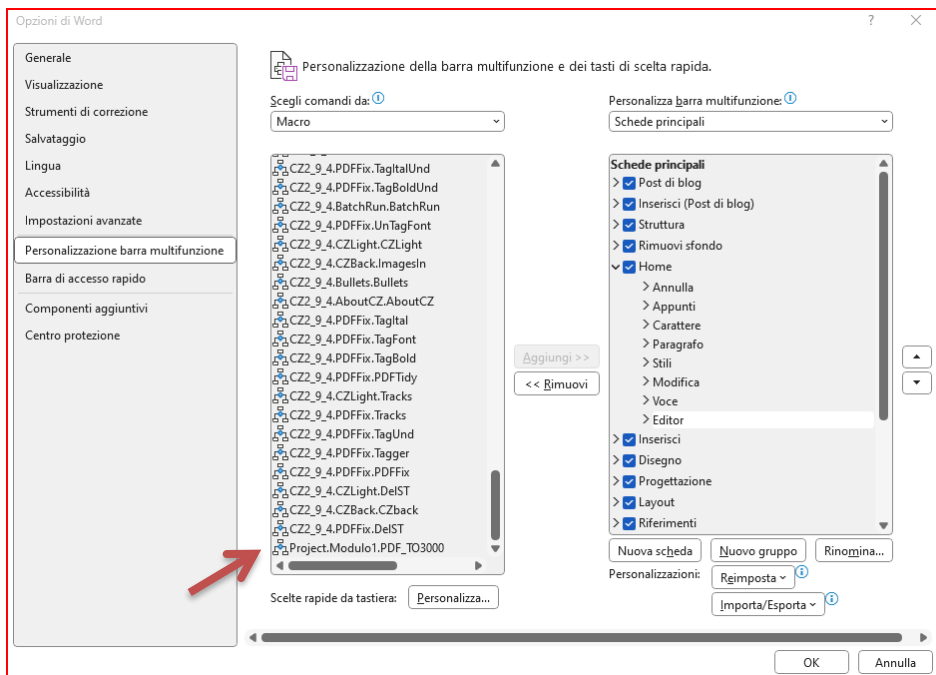 Opzioni di Word
?
Generale
Visualizzazione
Strumenti di correzione
Salvataggio
Lingua
Accessibilità
Impostazioni avanzate
Personalizzazione barra multifunzione
Barra di accesso rapido
Componenti aggiuntivi
Centro protezione
Personalizzazione della barra multifunzione e dei tasti di scelta rapida.
Scegli comandi da:
Macro
CZ2_9_4.PDFFix.TagItalUnd
CZ2_9_4.PDFFix.TagBoldUnd
CZ2_9_4.BatchRun.BatchRun
CZ2_9_4.PDFFix.UnTagFont
CZ2_9_4.CZLight.CZLight
CZ2_9_4.CZBack.ImagesIn
CZ2_9_4.Bullets.Bullets
CZ2_9_4.AboutCZ.AboutCZ
CZ2_9_4.PDFFix.TagItal
CZ2_9_4.PDFFix.TagFont
CZ2_9_4.PDFFix.TagBold
CZ2_9_4.PDFFix.PDFTidy
CZ2_9_4.CZLight.Tracks
CZ2_9_4.PDFFix.Tracks
CZ2_9_4.PDFFix.TagUnd
CZ2_9_4.PDFFix.Tagger
CZ2_9_4.PDFFix.PDFFix
CZ2_9_4.CZLight.DelST
CZ2_9_4.CZBack.CZback
CZ2_9_4.PDFFix.DelST
Project.Modulo1.PDF_TO3000
Scelte rapide da tastiera: Personalizza...
Aggiungi >>
<< Rimuovi
Personalizza barra multifunzione:
Schede principali
Schede principali
Post di blog
Inserisci (Post di blog)
Struttura
Rimuovi sfondo
Home
Annulla
Appunti
Carattere
Paragrafo
Stili
Modifica
Voce
Editor
Inserisci
Disegno
Progettazione
Layout
Riferimenti
Nuova scheda Nuovo gruppo Rinomina...
Personalizzazioni: Reimposta
Importa/Esporta
OK Annulla